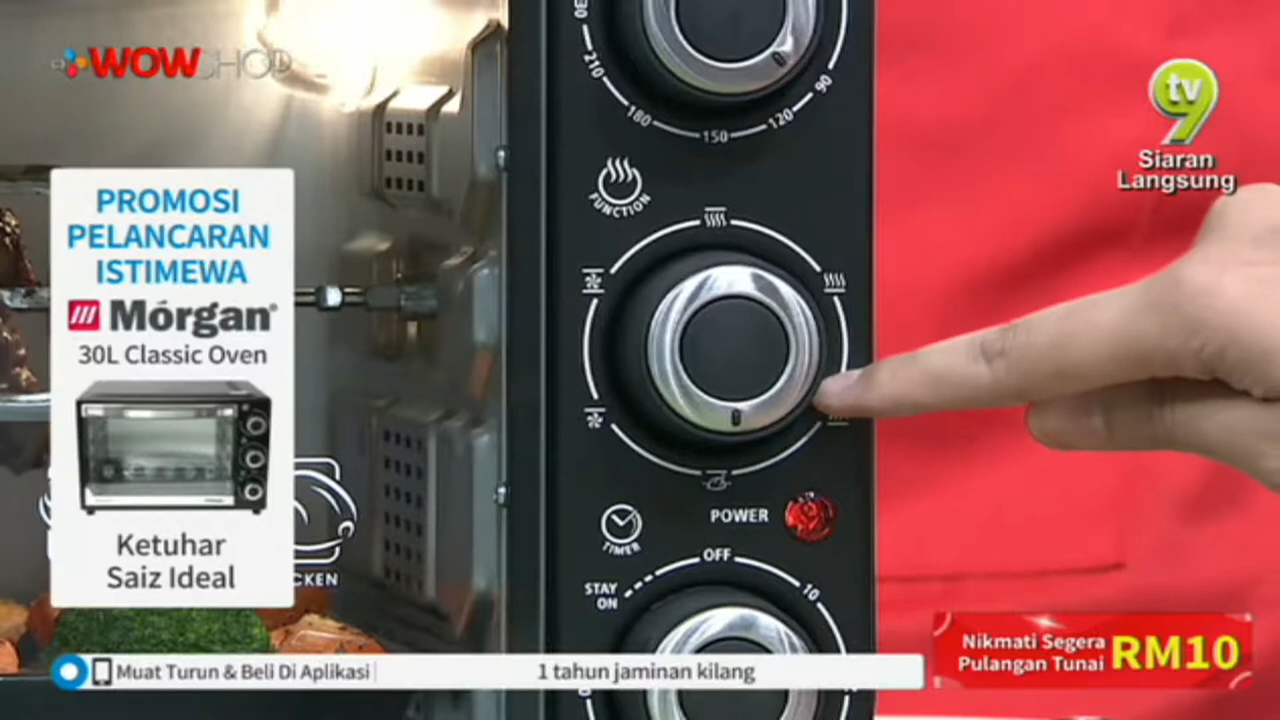 WOWSHOP
tv9
Siaran
Langsung
PROMOSI
PELANCARAN
ISTIMEWA
Mórgan®
30L Classic Oven
Ketuhar
Saiz Ideal
210
180
150
120
90
FUNCTION
TIMER
POWER
OFF
STAY
ON
10
CKEN
Muat Turun & Beli Di Aplikasi
1 tahun jaminan kilang
Nikmati Segera
Pulangan Tunai
RM10